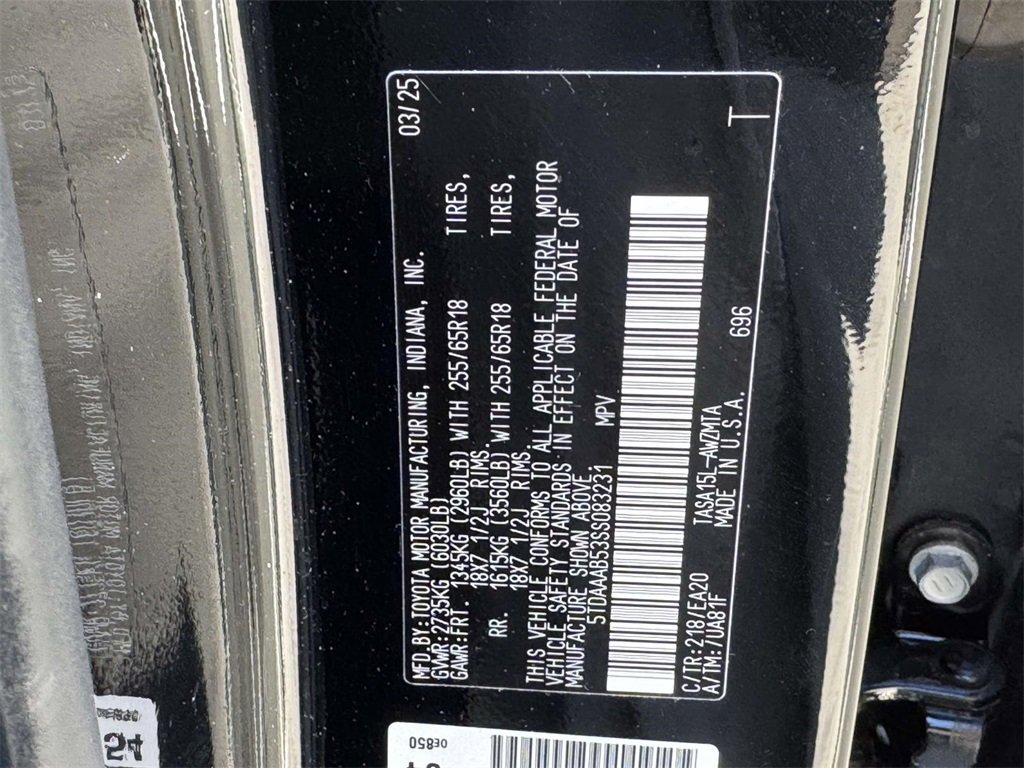 MFD.BY:TOYOTA MOTOR MANUFACTURING, INDIANA, INC. 03/25
GVWR:2735KG (6030LB)
GAWR:FRT. 1345KG (2960LB) WITH 255/65R18 TIRES,
18X7 1/2J RIMS.
RR. 1615KG (3560LB) WITH 255/65R18 TIRES,
18X7 1/2J RIMS.
THIS VEHICLE CONFORMS TO ALL APPLICABLE FEDERAL MOTOR
VEHICLE SAFETY STANDARDS IN EFFECT ON THE DATE OF
MANUFACTURE SHOWN ABOVE.
5TDAAAB53SS083231 MPV
C/TR:218/EA20 TASA15L-AWZMTA 696
A/TM:/UA81F MADE IN U.S.A. T
0E850